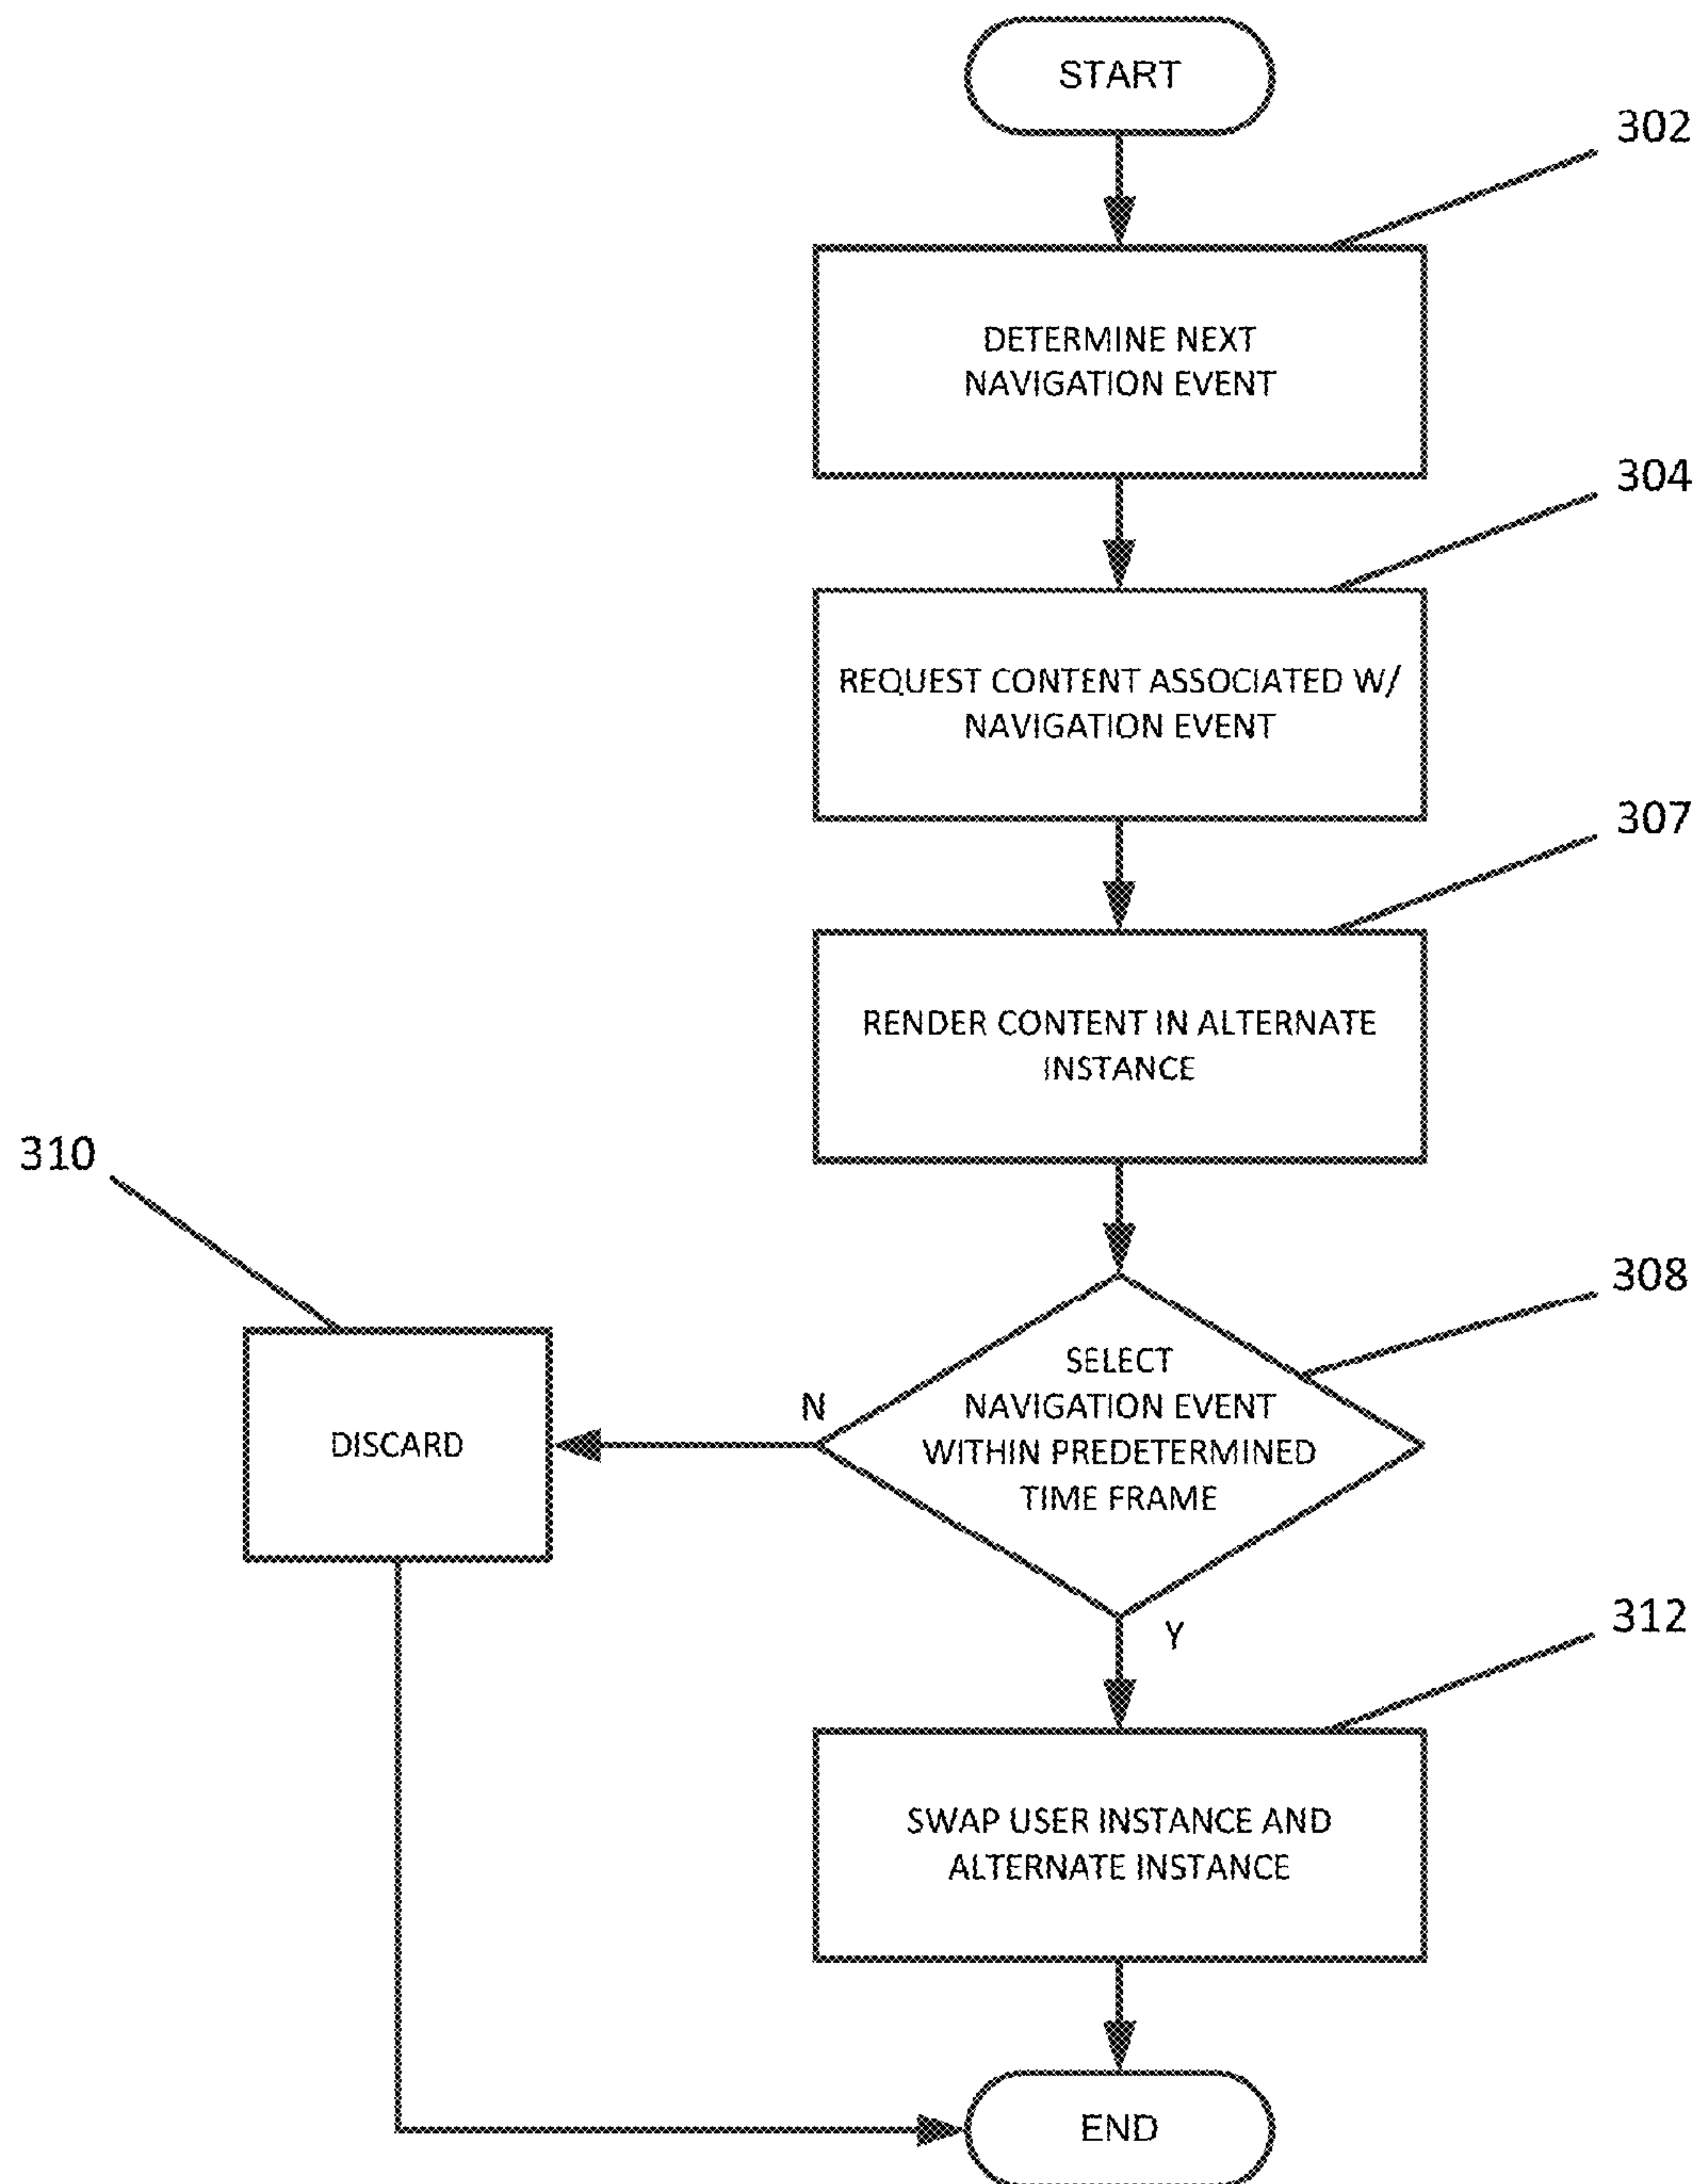 START
302
DETERMINE NEXT
NAVIGATION EVENT
304
REQUEST CONTENT ASSOCIATED W/
NAVIGATION EVENT
307
RENDER CONTENT IN ALTERNATE
INSTANCE
310
308
SELECT
NAVIGATION EVENT
WITHIN PREDETERMINED
TIME FRAME
N
DISCARD
Y
312
SWAP USER INSTANCE AND
ALTERNATE INSTANCE
END